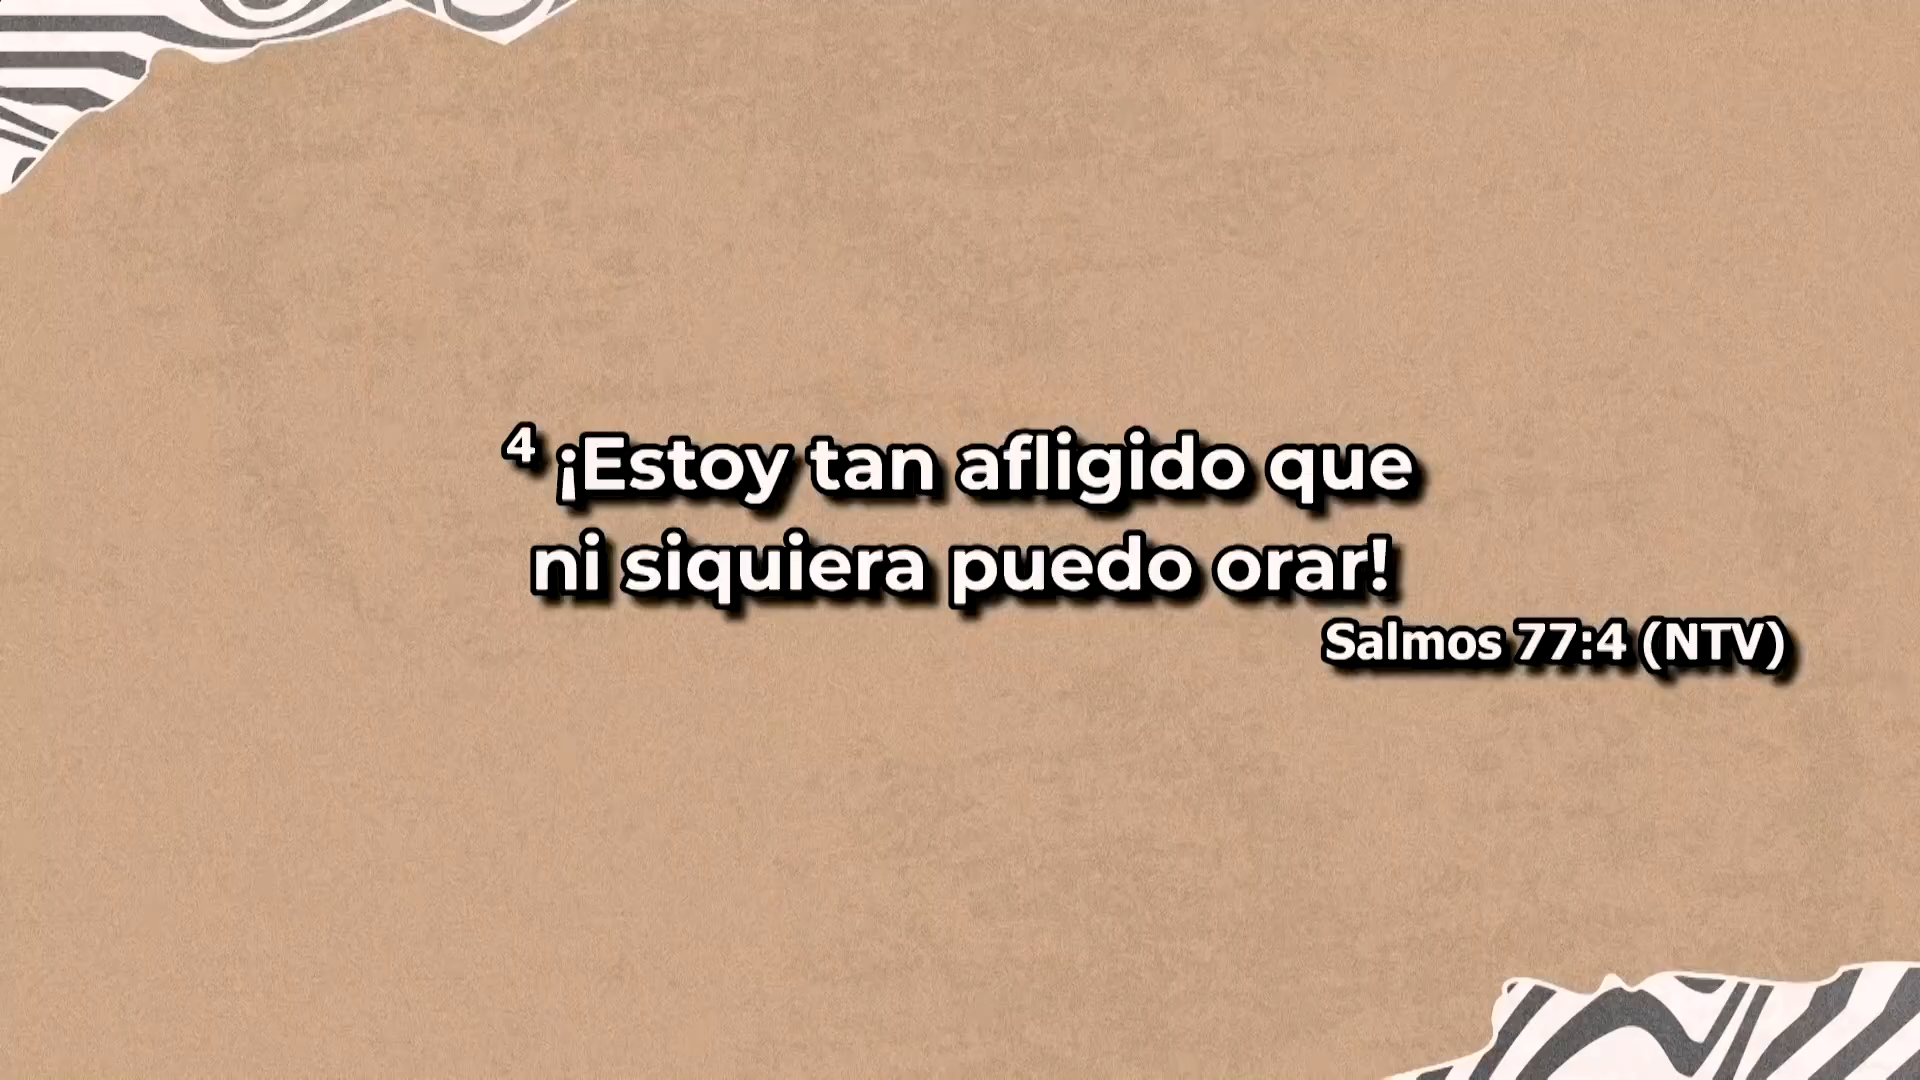 4 ¡Estoy tan afligido que
ni siquiera puedo orar!
Salmos 77:4 (NTV)